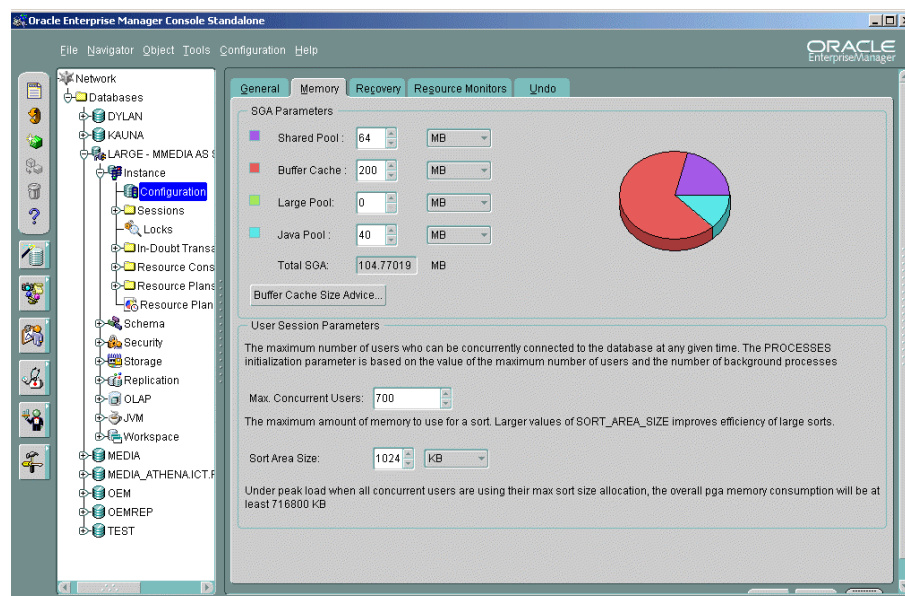 Oracle Enterprise Manager Console Standalone
File Navigator Object Tools Configuration Help
ORACLE
EnterpriseManager
Network
Databases
DYLAN
KAUNA
LARGE - MMEDIA AS S
Instance
Configuration
Sessions
Locks
In-Doubt Transa
Resource Cons
Resource Plans
Resource Plan
Schema
Security
Storage
Replication
OLAP
JVM
Workspace
MEDIA
MEDIA_ATHENA.ICT.F
OEM
OEMREP
TEST
General Memory Recovery Resource Monitors Undo
SGA Parameters
Shared Pool : 64 MB
Buffer Cache : 200 MB
Large Pool: 0 MB
Java Pool : 40 MB
Total SGA: 104.77019 MB
Buffer Cache Size Advice...
User Session Parameters
The maximum number of users who can be concurrently connected to the database at any given time. The PROCESSES
initialization parameter is based on the value of the maximum number of users and the number of background processes
Max. Concurrent Users: 700
The maximum amount of memory to use for a sort. Larger values of SORT_AREA_SIZE improves efficiency of large sorts.
Sort Area Size: 1024 KB
Under peak load when all concurrent users are using their max sort size allocation, the overall pga memory consumption will be at
least 716800 KB